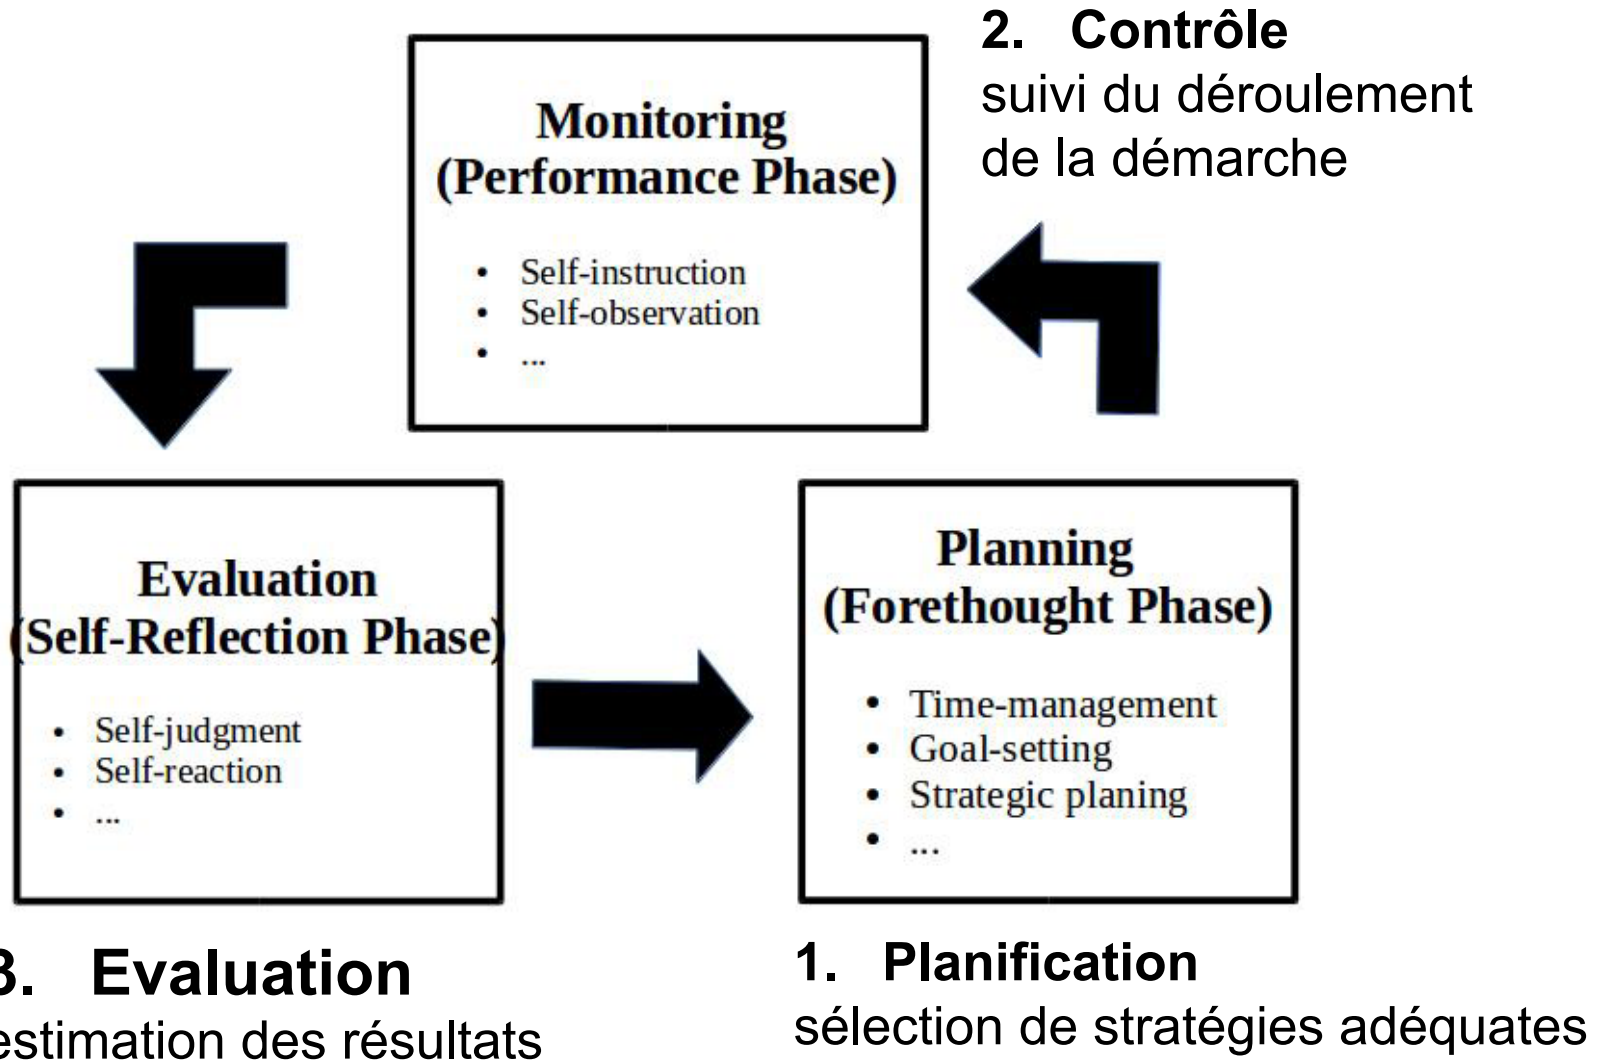 2. Contrôle
suivi du déroulement
de la démarche
Monitoring
(Performance Phase)
• Self-instruction
• Self-observation
• ...
Evaluation
(Self-Reflection Phase)
• Self-judgment
• Self-reaction
• ...
Planning
(Forethought Phase)
• Time-management
• Goal-setting
• Strategic planing
• ...
3. Evaluation
estimation des résultats
1. Planification
sélection de stratégies adéquates